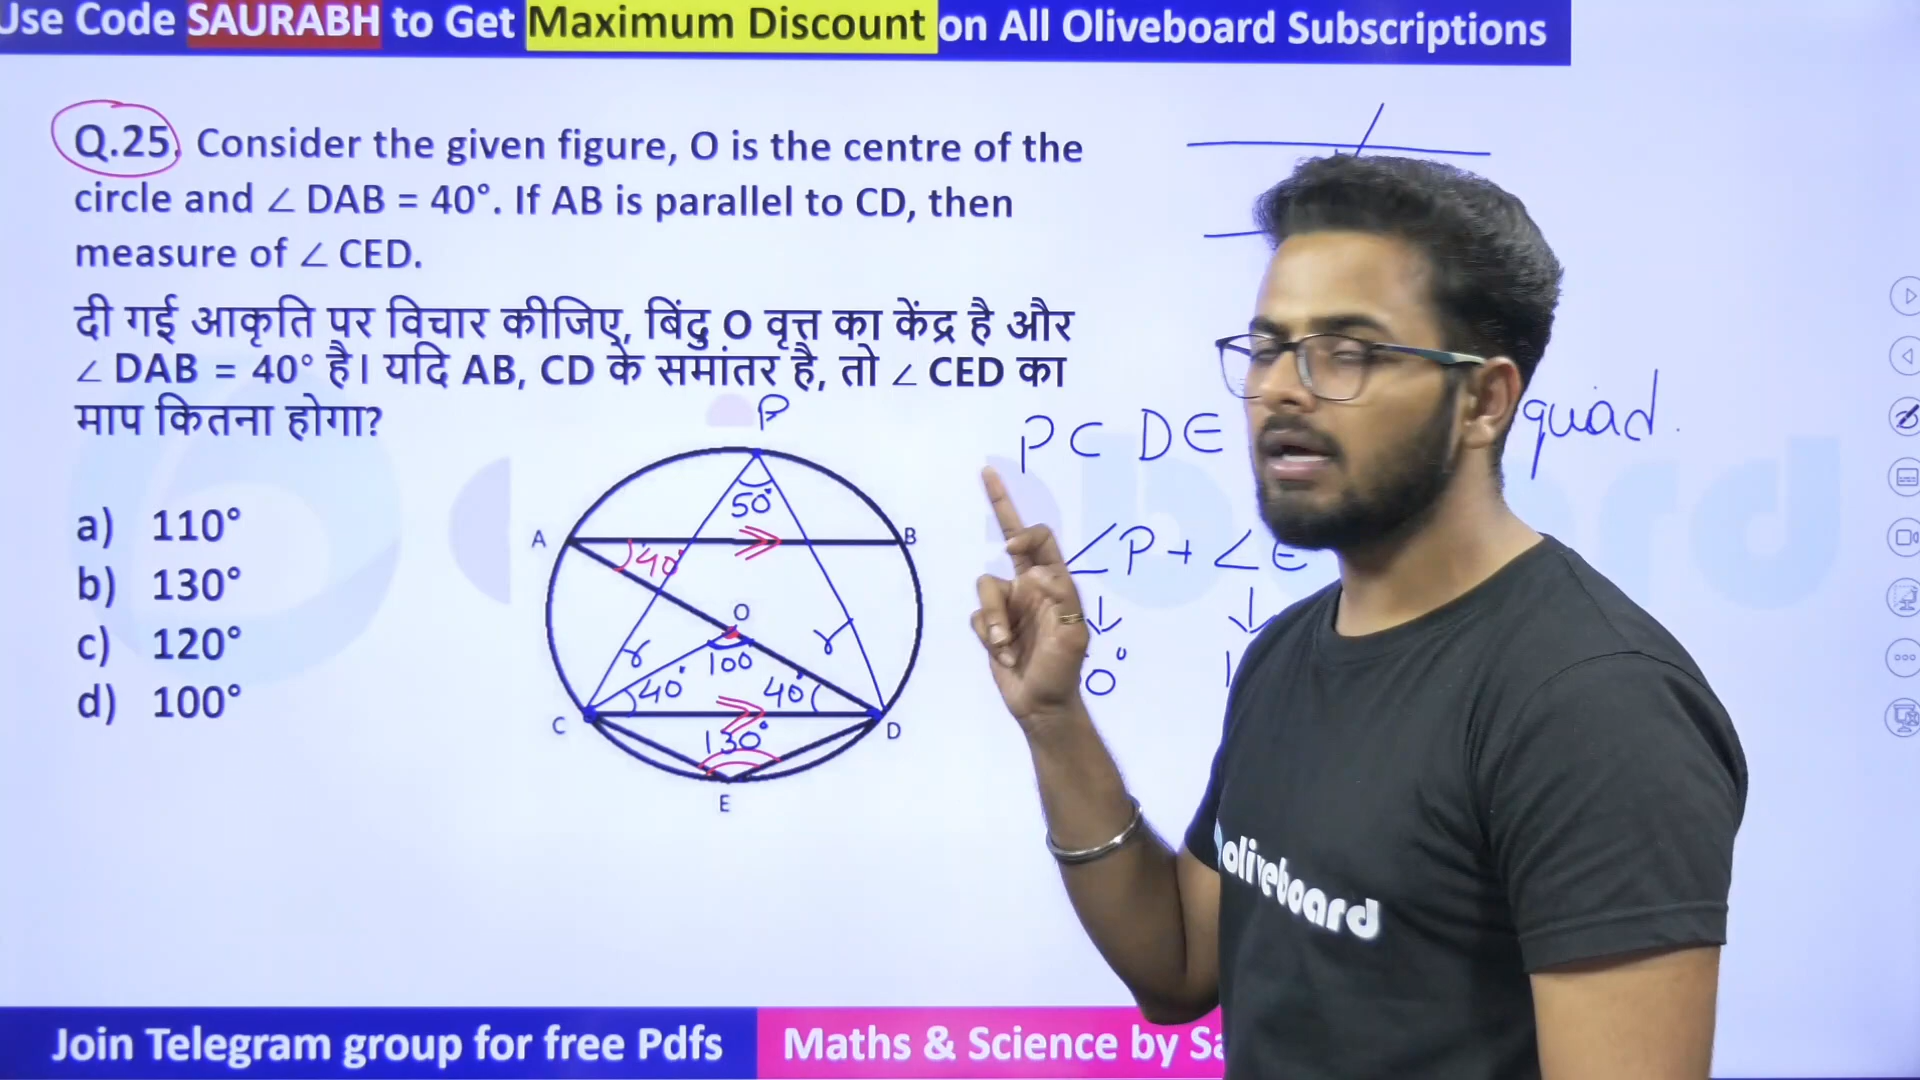 Use Code SAURABH to Get Maximum Discount on All Oliveboard Subscriptions
Q.25. Consider the given figure, O is the centre of the
circle and ∠ DAB = 40°. If AB is parallel to CD, then
measure of ∠ CED.
दी गई आकृति पर विचार कीजिए, बिंदु O वृत्त का केंद्र है और
∠ DAB = 40° है। यदि AB, CD के समांतर है, तो ∠ CED का
माप कितना होगा?
a) 110°
b) 130°
c) 120°
d) 100°
P
50°
A
B
40°
O
r
100
r
40°
40°
C
D
130°
E
P C D E
quad.
∠P + ∠E
oliveboard
Join Telegram group for free Pdfs
Maths & Science by